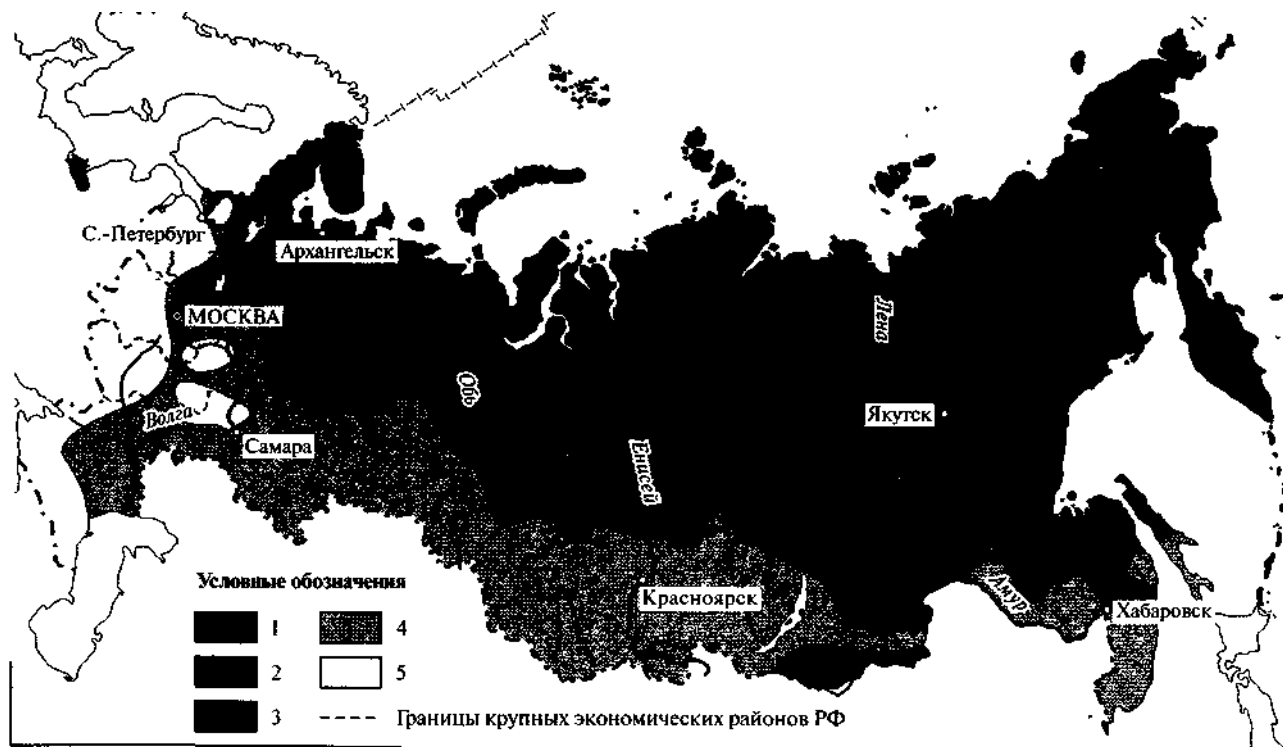 С.-Петербург
Архангельск
МОСКВА
Лена
Обь
Якутск
Волга
Самара
Енисей
Условные обозначения
Красноярск
Амур
Хабаровск
1
4
2
5
3
Границы крупных экономических районов РФ